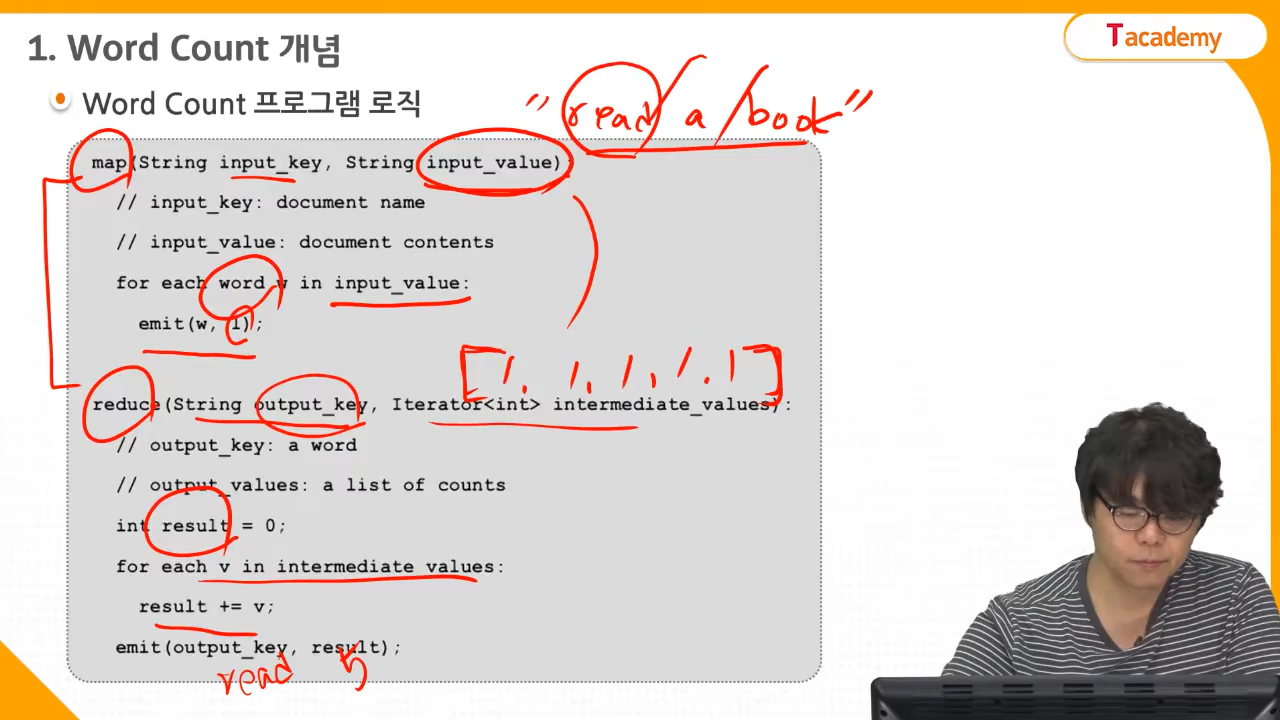 1. Word Count 개념
Tacademy
Word Count 프로그램 로직
" read / a / book "
map(String input_key, String input_value):
// input_key: document name
// input_value: document contents
for each word w in input_value:
emit(w, 1);
[1, 1, 1, 1, 1]
reduce(String output_key, Iterator<int> intermediate_values):
// output_key: a word
// output_values: a list of counts
int result = 0;
for each v in intermediate values:
result += v;
emit(output_key, result);
read 5